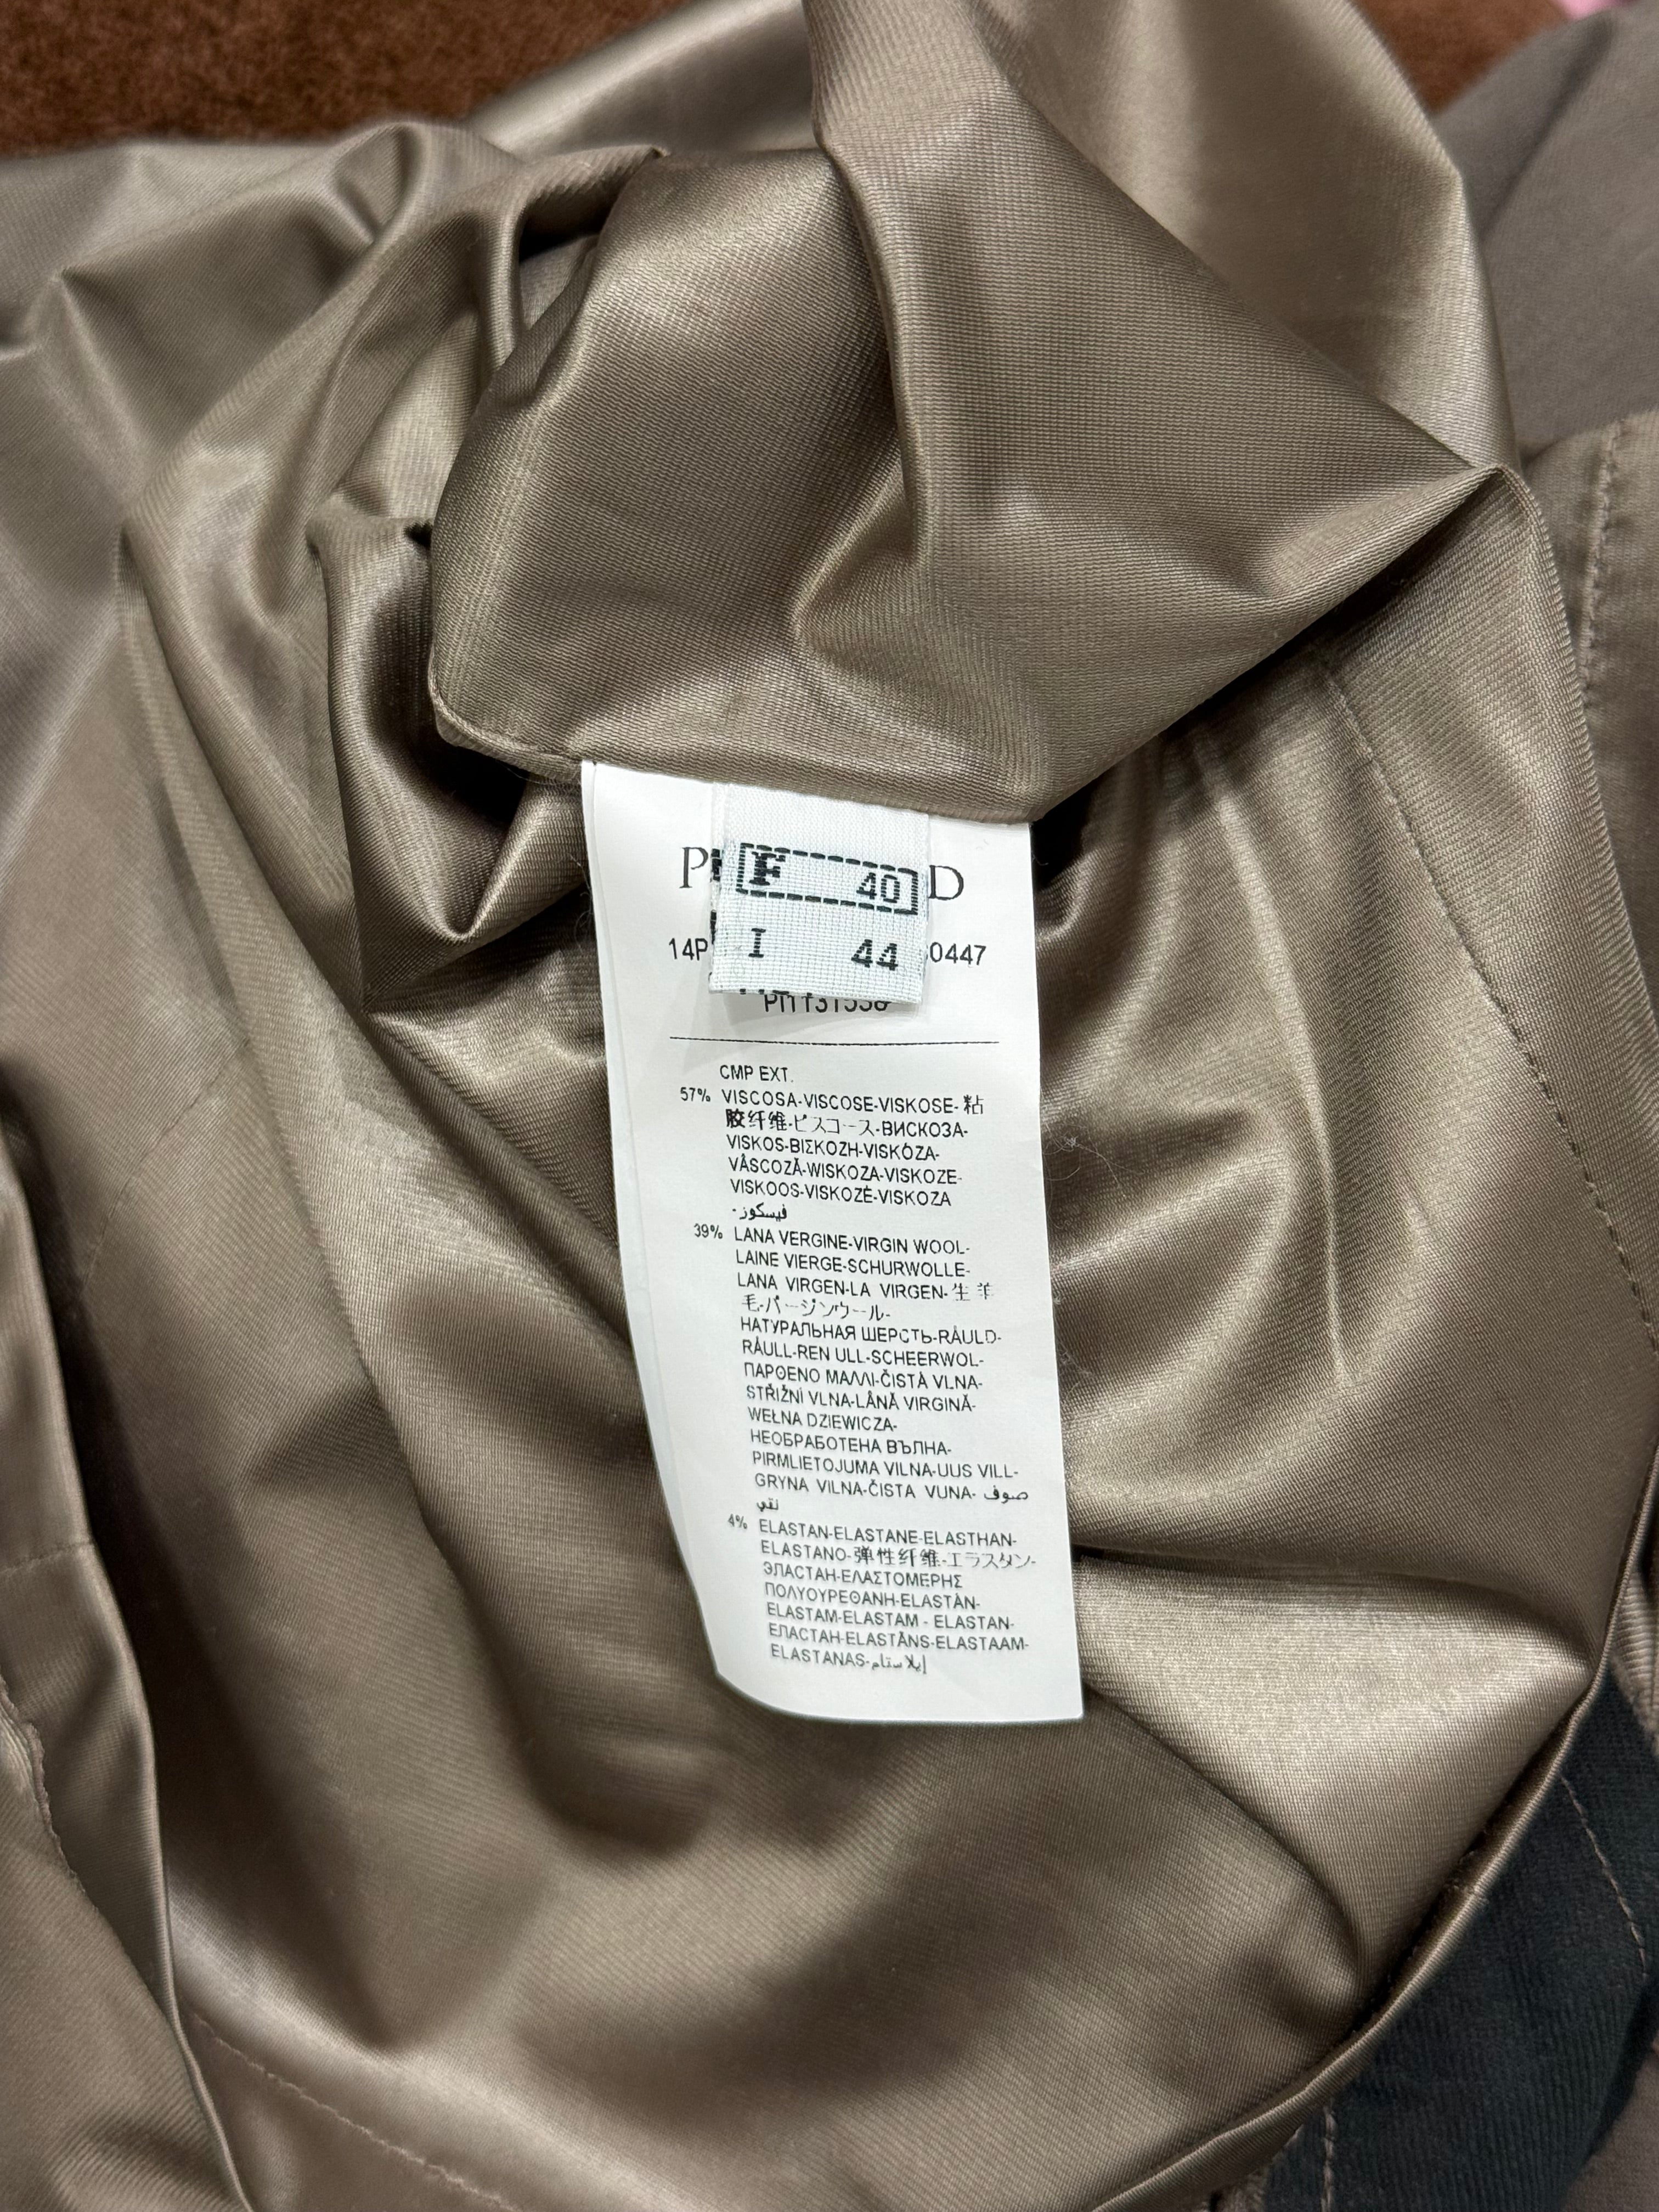 F 40
I 44
D
14P
0447
CMP EXT.
57% VISCOSA-VISCOSE-VISKOSE-粘
胶纤维-ビスコース-ВИСКОЗА-
VISKOS-ΒΙΣΚΟΖΗ-VISKÓZA-
VÂSCOZĂ-WISKOZA-VISKOZE-
VISKOOS-VISKOZĖ-VISKOZA
-فيسكوز
39% LANA VERGINE-VIRGIN WOOL-
LAINE VIERGE-SCHURWOLLE-
LANA VIRGEN-LA VIRGEN-生羊
毛-バージンウール-
НАТУРАЛЬНАЯ ШЕРСТЬ-RÅULD-
RÅULL-REN ULL-SCHEERWOL-
ΠΑΡΘΕΝΟ ΜΑΛΛΙ-ČISTÁ VLNA-
STŘIŽNÍ VLNA-LÂNĂ VIRGINĂ-
WEŁNA DZIEWICZA-
НЕОБРАБОТЕНА ВЪЛНА-
PIRMLIETOJUMA VILNA-UUS VILL-
GRYNA VILNA-ČISTA VUNA- صوف
نقي
4% ELASTAN-ELASTANE-ELASTHAN-
ELASTANO-弹性纤维-エラスタン-
ЭЛАСТАН-ΕΛΑΣΤΟΜΕΡΗΣ
ΠΟΛΥΟΥΡΕΘΑΝΗ-ELASTÀN-
ELASTAM-ELASTAM - ELASTAN-
ЕЛАСТАН-ELASTĀNS-ELASTAAM-
ELASTANAS-إيلاستام